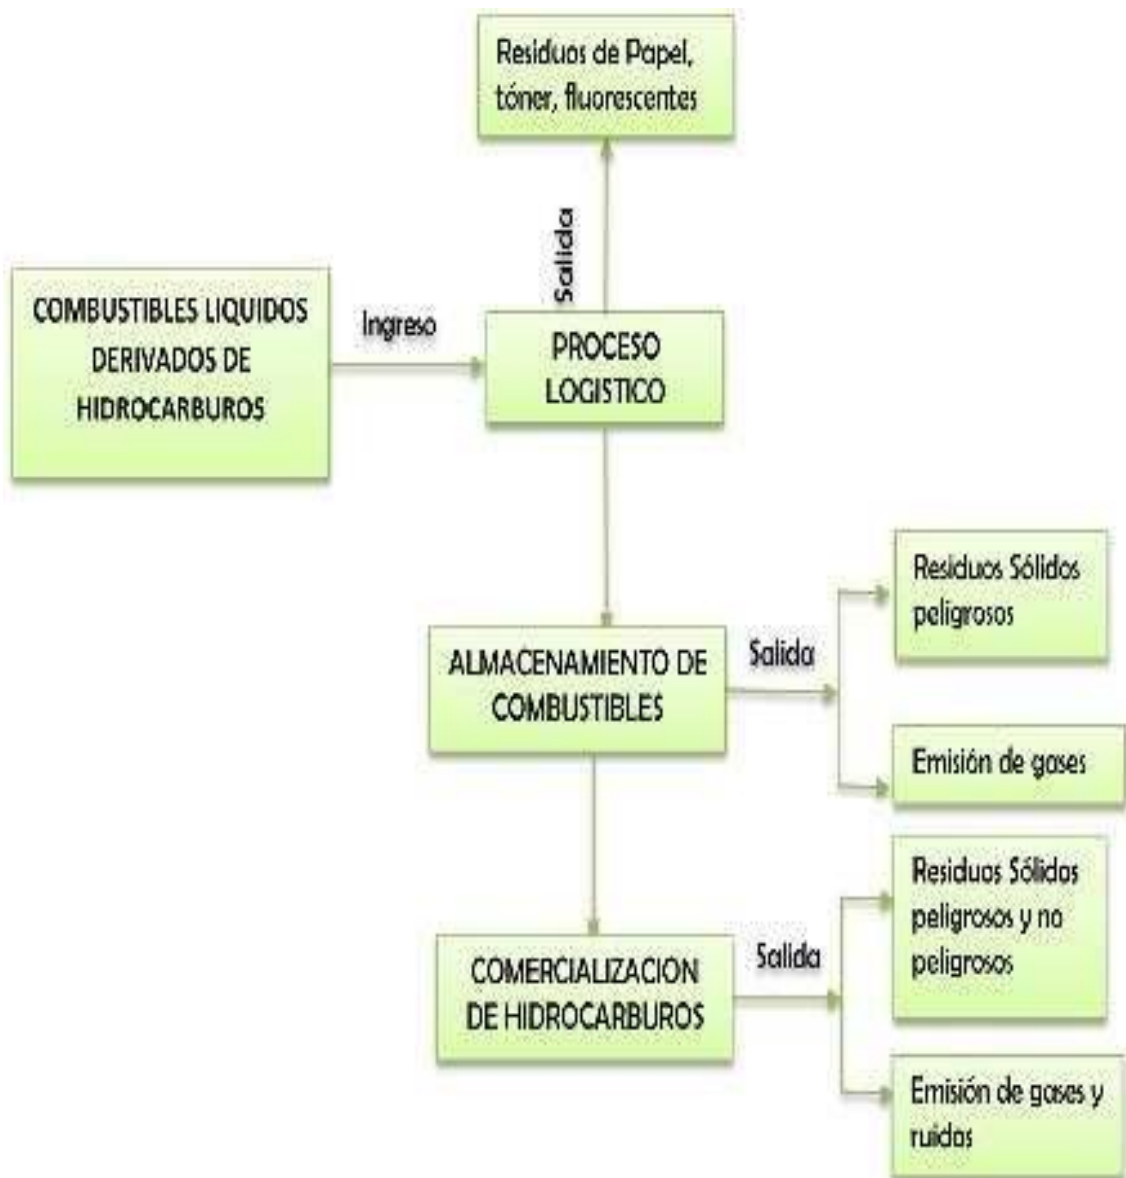 Residuos de Papel,
tóner, fluorescentes
Salida
COMBUSTIBLES LIQUIDOS
DERIVADOS DE
HIDROCARBUROS
Ingreso
PROCESO
LOGISTICO
Residuos Sólidos
peligrosos
ALMACENAMIENTO DE
COMBUSTIBLES
Salida
Emisión de gases
Residuos Sólidos
peligrosos y no
peligrosos
COMERCIALIZACION
DE HIDROCARBUROS
Salida
Emisión de gases y
ruidos